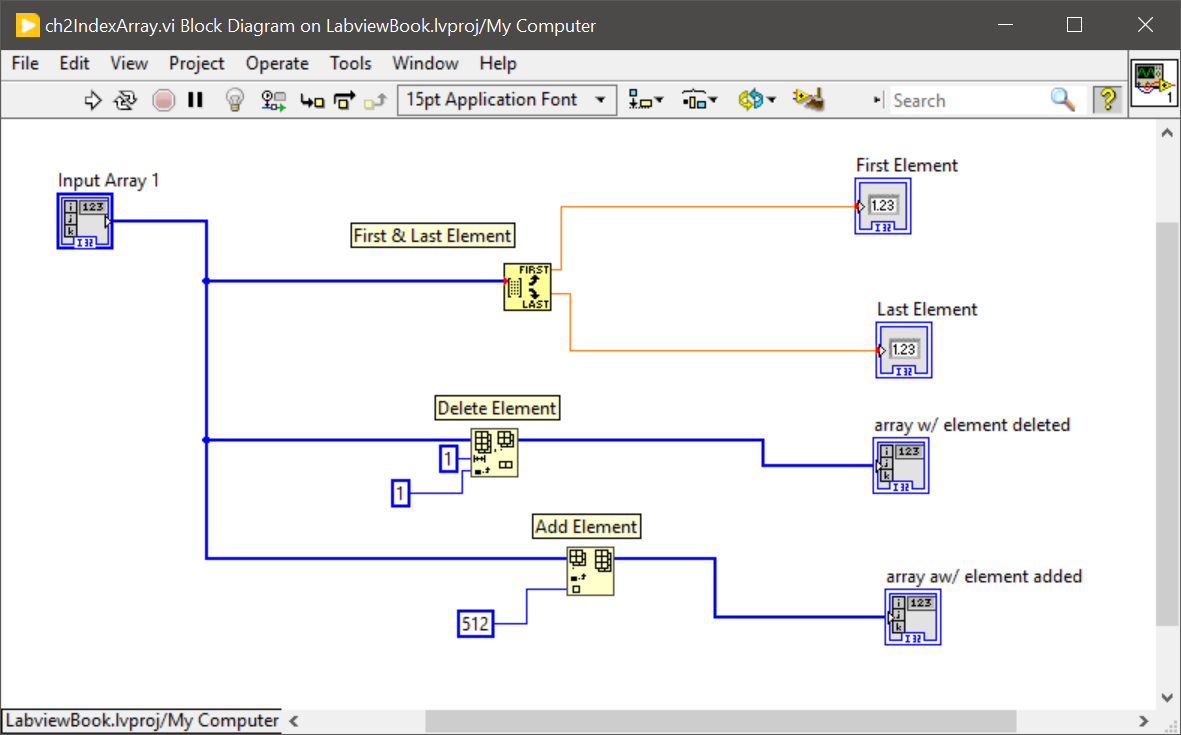 ch2IndexArray.vi Block Diagram on LabviewBook.lvproj/My Computer
File Edit View Project Operate Tools Window Help
15pt Application Font
Search
?
1
Input Array 1
i
j
k
123
I32
First & Last Element
FIRST
LAST
First Element
1.23
I32
Last Element
1.23
I32
Delete Element
1
1
array w/ element deleted
i
j
k
123
I32
Add Element
512
array aw/ element added
i
j
k
123
I32
LabviewBook.lvproj/My Computer